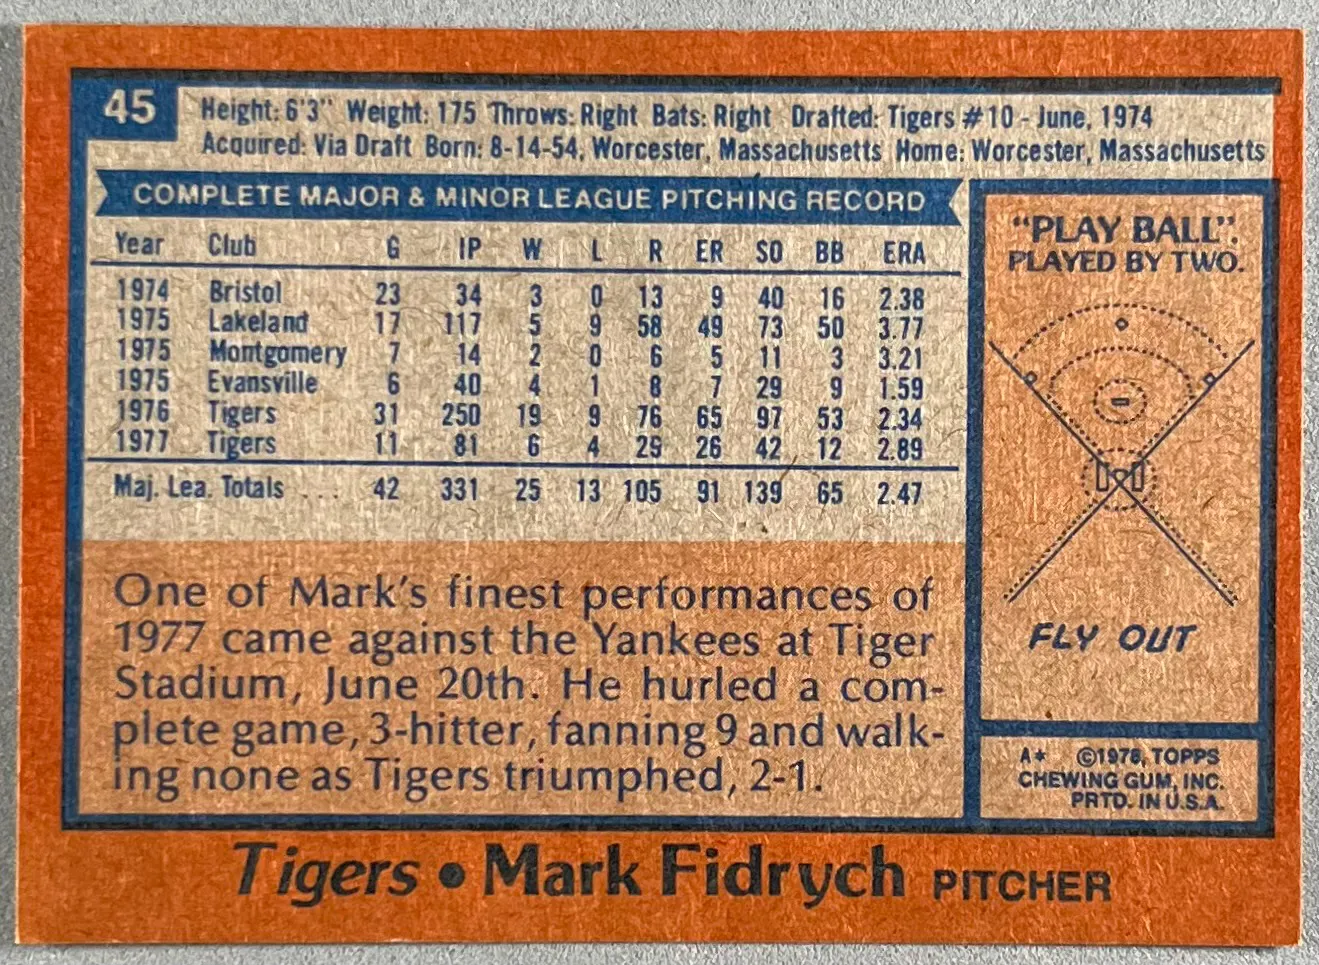 45
Height: 6'3" Weight: 175 Throws: Right Bats: Right Drafted: Tigers #10 - June, 1974
Acquired: Via Draft Born: 8-14-54, Worcester, Massachusetts Home: Worcester, Massachusetts
COMPLETE MAJOR & MINOR LEAGUE PITCHING RECORD
Year Club G IP W L R ER SO BB ERA
1974 Bristol 23 34 3 0 13 9 40 16 2.38
1975 Lakeland 17 117 5 9 58 49 73 50 3.77
1975 Montgomery 7 14 2 0 6 5 11 3 3.21
1975 Evansville 6 40 4 1 8 7 29 9 1.59
1976 Tigers 31 250 19 9 76 65 97 53 2.34
1977 Tigers 11 81 6 4 29 26 42 12 2.89
Maj. Lea. Totals ... 42 331 25 13 105 91 139 65 2.47
One of Mark's finest performances of
1977 came against the Yankees at Tiger
Stadium, June 20th. He hurled a com-
plete game, 3-hitter, fanning 9 and walk-
ing none as Tigers triumphed, 2-1.
"PLAY BALL".
PLAYED BY TWO.
FLY OUT
A* ©1978, TOPPS
CHEWING GUM, INC.
PRTD. IN U.S.A.
Tigers • Mark Fidrych PITCHER